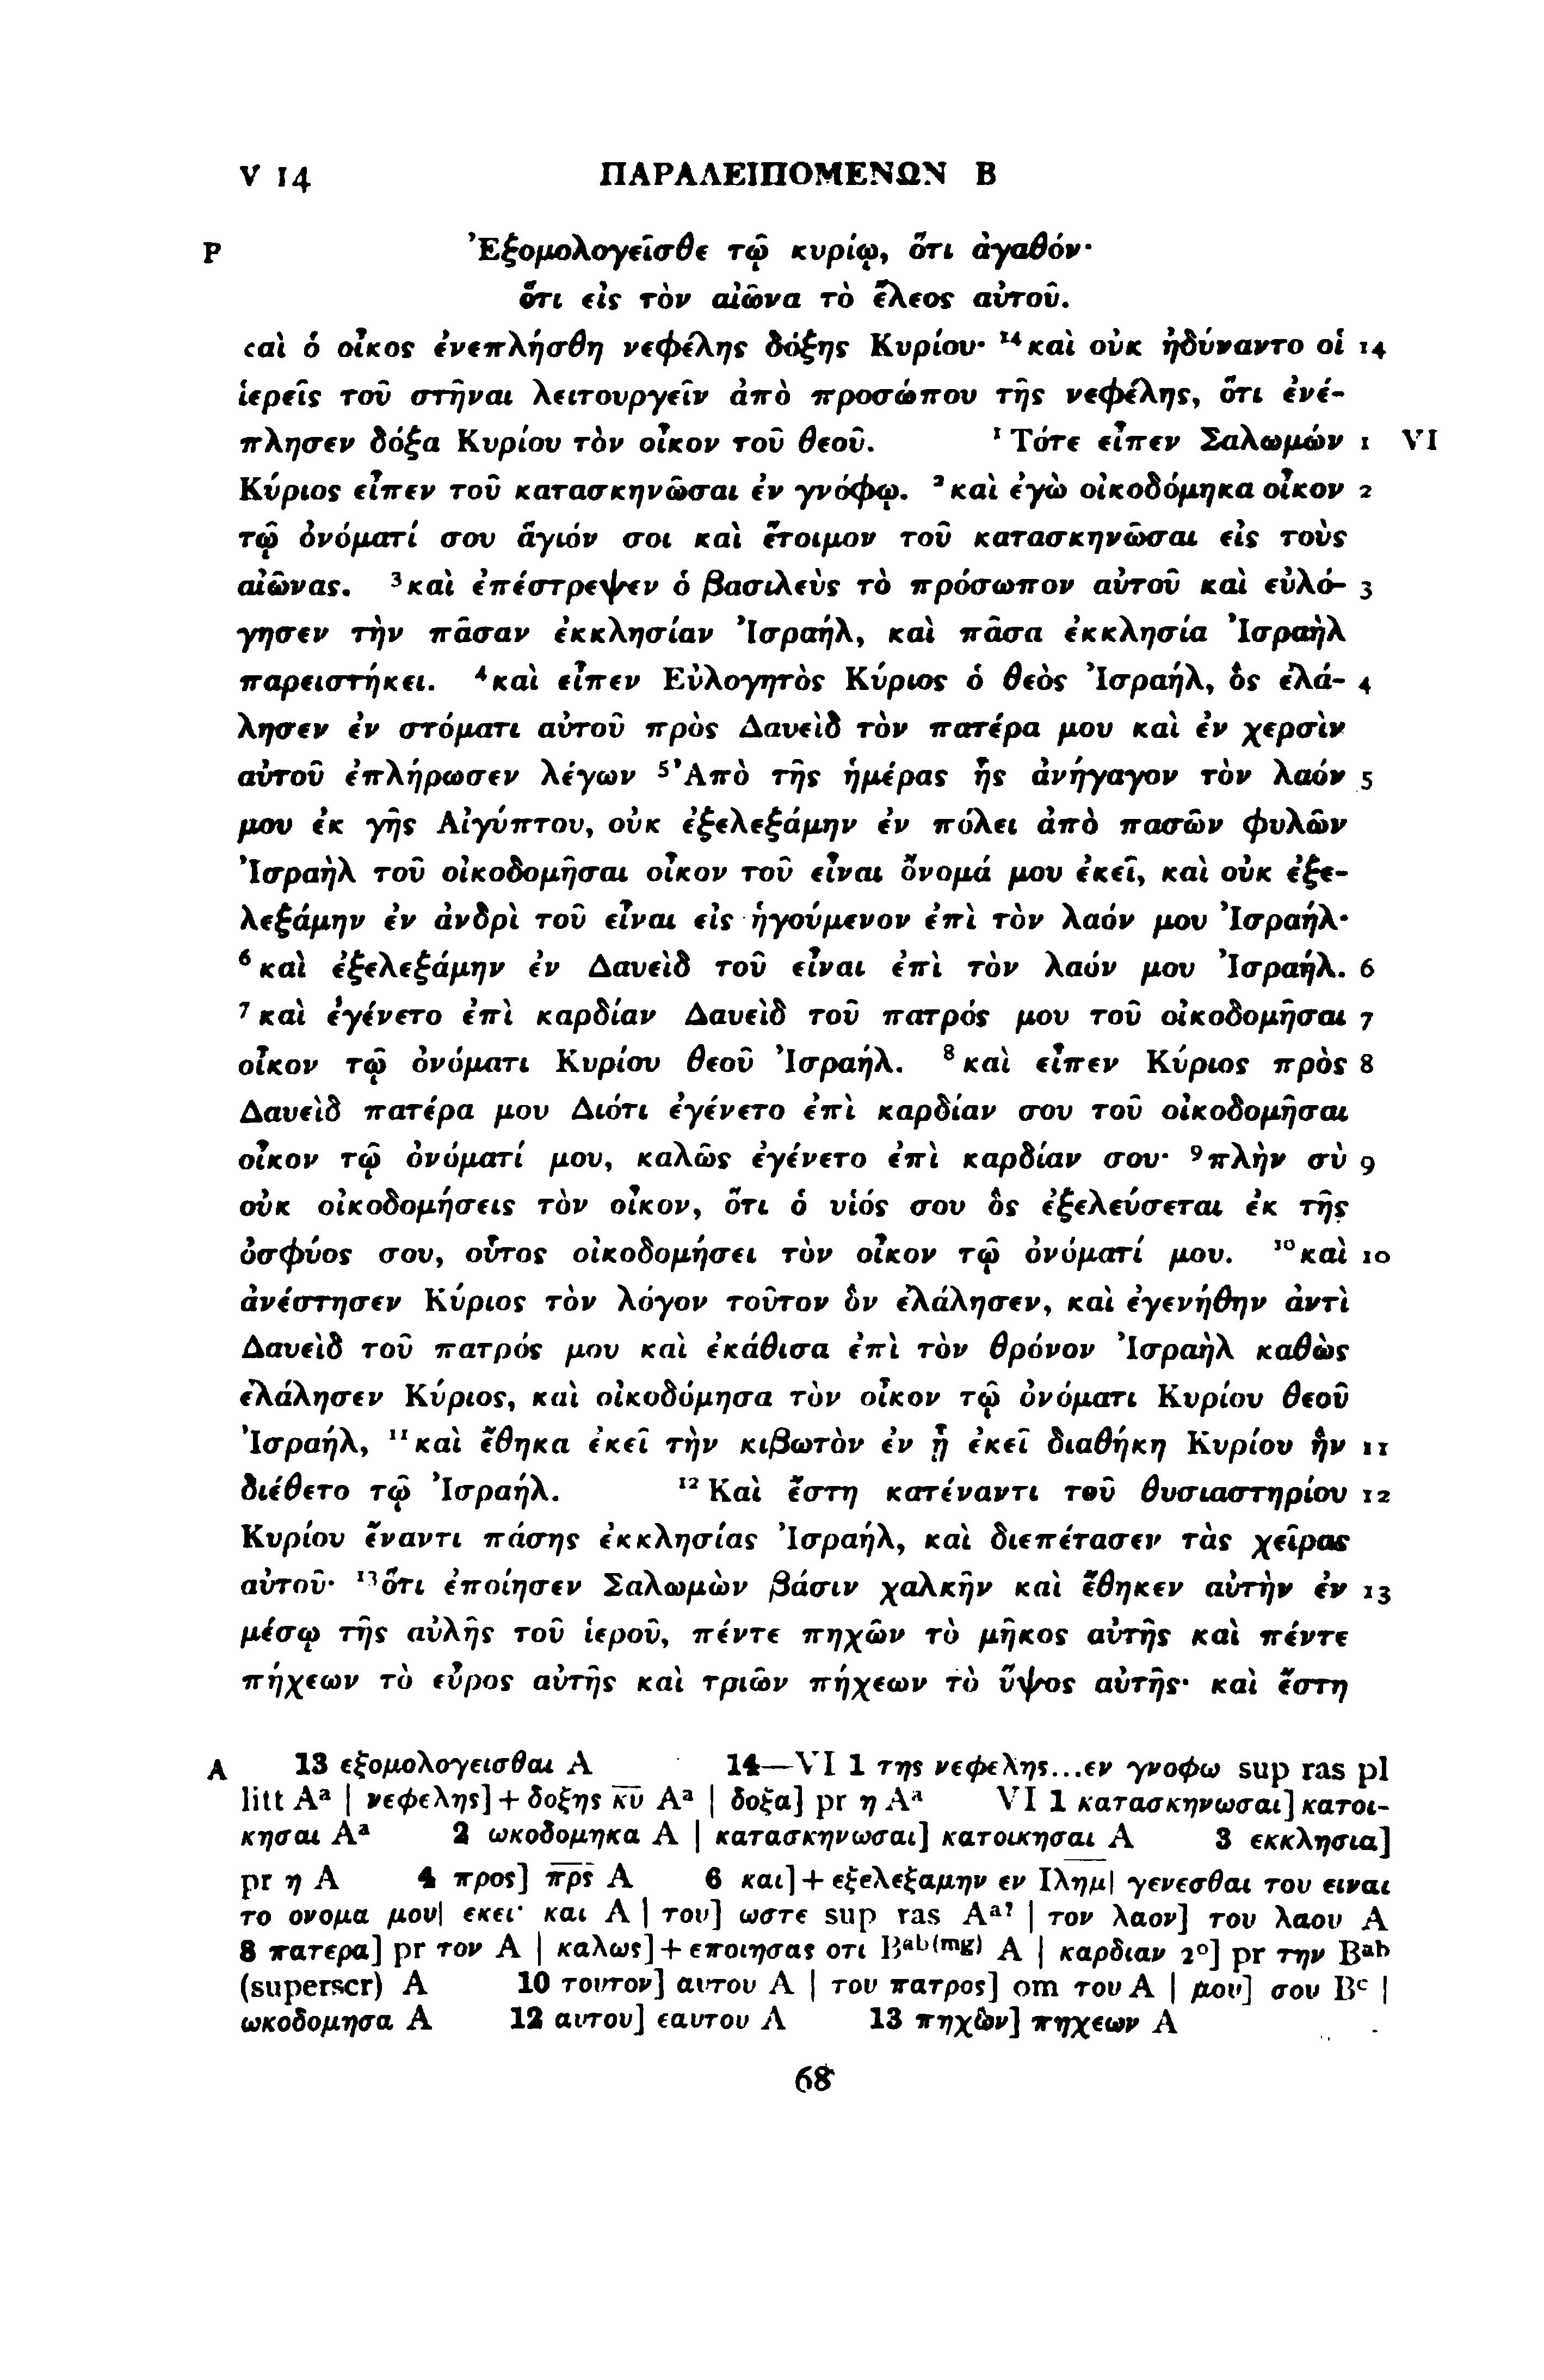 V 14 ΠΑΡΑΛΕΙΠΟΜΕΝΩΝ Β
P Ἐξομολογεῖσθε τῷ κυρίῳ, ὅτι ἀγαθόν·
ὅτι εἰς τὸν αἰῶνα τὸ ἔλεος αὐτοῦ.
καὶ ὁ οἶκος ἐνεπλήσθη νεφέλης δόξης Κυρίου· ¹⁴καὶ οὐκ ἠδύναντο οἱ 14
ἱερεῖς τοῦ στῆναι λειτουργεῖν ἀπὸ προσώπου τῆς νεφέλης, ὅτι ἐνέ-
πλησεν δόξα Κυρίου τὸν οἶκον τοῦ θεοῦ. ¹Τότε εἶπεν Σαλωμών 1 VI
Κύριος εἶπεν τοῦ κατασκηνῶσαι ἐν γνόφῳ. ²καὶ ἐγὼ οἰκοδόμηκα οἶκον 2
τῷ ὀνόματί σου ἅγιόν σοι καὶ ἕτοιμον τοῦ κατασκηνῶσαι εἰς τοὺς
αἰῶνας. ³καὶ ἐπέστρεψεν ὁ βασιλεὺς τὸ πρόσωπον αὐτοῦ καὶ εὐλό- 3
γησεν τὴν πᾶσαν ἐκκλησίαν Ἰσραήλ, καὶ πᾶσα ἐκκλησία Ἰσραὴλ
παρειστήκει. ⁴καὶ εἶπεν Εὐλογητὸς Κύριος ὁ θεὸς Ἰσραήλ, ὃς ἐλά- 4
λησεν ἐν στόματι αὐτοῦ πρὸς Δαυεὶδ τὸν πατέρα μου καὶ ἐν χερσὶν
αὐτοῦ ἐπλήρωσεν λέγων ⁵Ἀπὸ τῆς ἡμέρας ἧς ἀνήγαγον τὸν λαόν 5
μου ἐκ γῆς Αἰγύπτου, οὐκ ἐξελεξάμην ἐν πόλει ἀπὸ πασῶν φυλῶν
Ἰσραὴλ τοῦ οἰκοδομῆσαι οἶκον τοῦ εἶναι ὄνομά μου ἐκεῖ, καὶ οὐκ ἐξε-
λεξάμην ἐν ἀνδρὶ τοῦ εἶναι εἰς ἡγούμενον ἐπὶ τὸν λαόν μου Ἰσραήλ·
⁶καὶ ἐξελεξάμην ἐν Δαυεὶδ τοῦ εἶναι ἐπὶ τὸν λαόν μου Ἰσραήλ. 6
⁷καὶ ἐγένετο ἐπὶ καρδίαν Δαυεὶδ τοῦ πατρός μου τοῦ οἰκοδομῆσαι 7
οἶκον τῷ ὀνόματι Κυρίου θεοῦ Ἰσραήλ. ⁸καὶ εἶπεν Κύριος πρὸς 8
Δαυεὶδ πατέρα μου Διότι ἐγένετο ἐπὶ καρδίαν σου τοῦ οἰκοδομῆσαι
οἶκον τῷ ὀνόματί μου, καλῶς ἐγένετο ἐπὶ καρδίαν σου· ⁹πλὴν σὺ 9
οὐκ οἰκοδομήσεις τὸν οἶκον, ὅτι ὁ υἱός σου ὃς ἐξελεύσεται ἐκ τῆς
ὀσφύος σου, οὗτος οἰκοδομήσει τὸν οἶκον τῷ ὀνόματί μου. ¹⁰καὶ 10
ἀνέστησεν Κύριος τὸν λόγον τοῦτον ὃν ἐλάλησεν, καὶ ἐγενήθην ἀντὶ
Δαυεὶδ τοῦ πατρός μου καὶ ἐκάθισα ἐπὶ τὸν θρόνον Ἰσραὴλ καθὼς
ἐλάλησεν Κύριος, καὶ οἰκοδόμησα τὸν οἶκον τῷ ὀνόματι Κυρίου θεοῦ
Ἰσραήλ, ¹¹καὶ ἔθηκα ἐκεῖ τὴν κιβωτὸν ἐν ᾗ ἐκεῖ διαθήκη Κυρίου ἣν 11
διέθετο τῷ Ἰσραήλ. ¹²Καὶ ἔστη κατέναντι τοῦ θυσιαστηρίου 12
Κυρίου ἔναντι πάσης ἐκκλησίας Ἰσραήλ, καὶ διεπέτασεν τὰς χεῖρας
αὐτοῦ· ¹³ὅτι ἐποίησεν Σαλωμὼν βάσιν χαλκῆν καὶ ἔθηκεν αὐτὴν ἐν 13
μέσῳ τῆς αὐλῆς τοῦ ἱεροῦ, πέντε πηχῶν τὸ μῆκος αὐτῆς καὶ πέντε
πήχεων τὸ εὖρος αὐτῆς καὶ τριῶν πήχεων τὸ ὕψος αὐτῆς· καὶ ἔστη
A 13 εξομολογεισθαι A 14—VI 1 της νεφελης...εν γνοφω sup ras pl
litt Aᵃ | νεφελης] + δοξης κ̅υ̅ Aᵃ | δοξα] pr η Aᵃ VI 1 κατασκηνωσαι] κατοι-
κησαι Aᵃ 2 ωκοδομηκα A | κατασκηνωσαι] κατοικησαι A 3 εκκλησια]
pr η A 4 προς] π̅ρ̅ς̅ A 6 και] + εξελεξαμην εν Ιλη̅μ̅| γενεσθαι του ειναι
το ονομα μου| εκει· και A | του] ωστε sup ras Aᵃ? | τον λαον] του λαου A
8 πατερα] pr τον A | καλως] + εποιησας οτι Bᵃᵇ⁽ᵐᵍ⁾ A | καρδιαν 2º] pr την Bᵃᵇ
(superscr) A 10 τουτον] αυτου A | του πατρος] om του A | μου] σου Bᶜ |
ωκοδομησα A 12 αυτου] εαυτου A 13 πηχῶν] πηχεων A
68